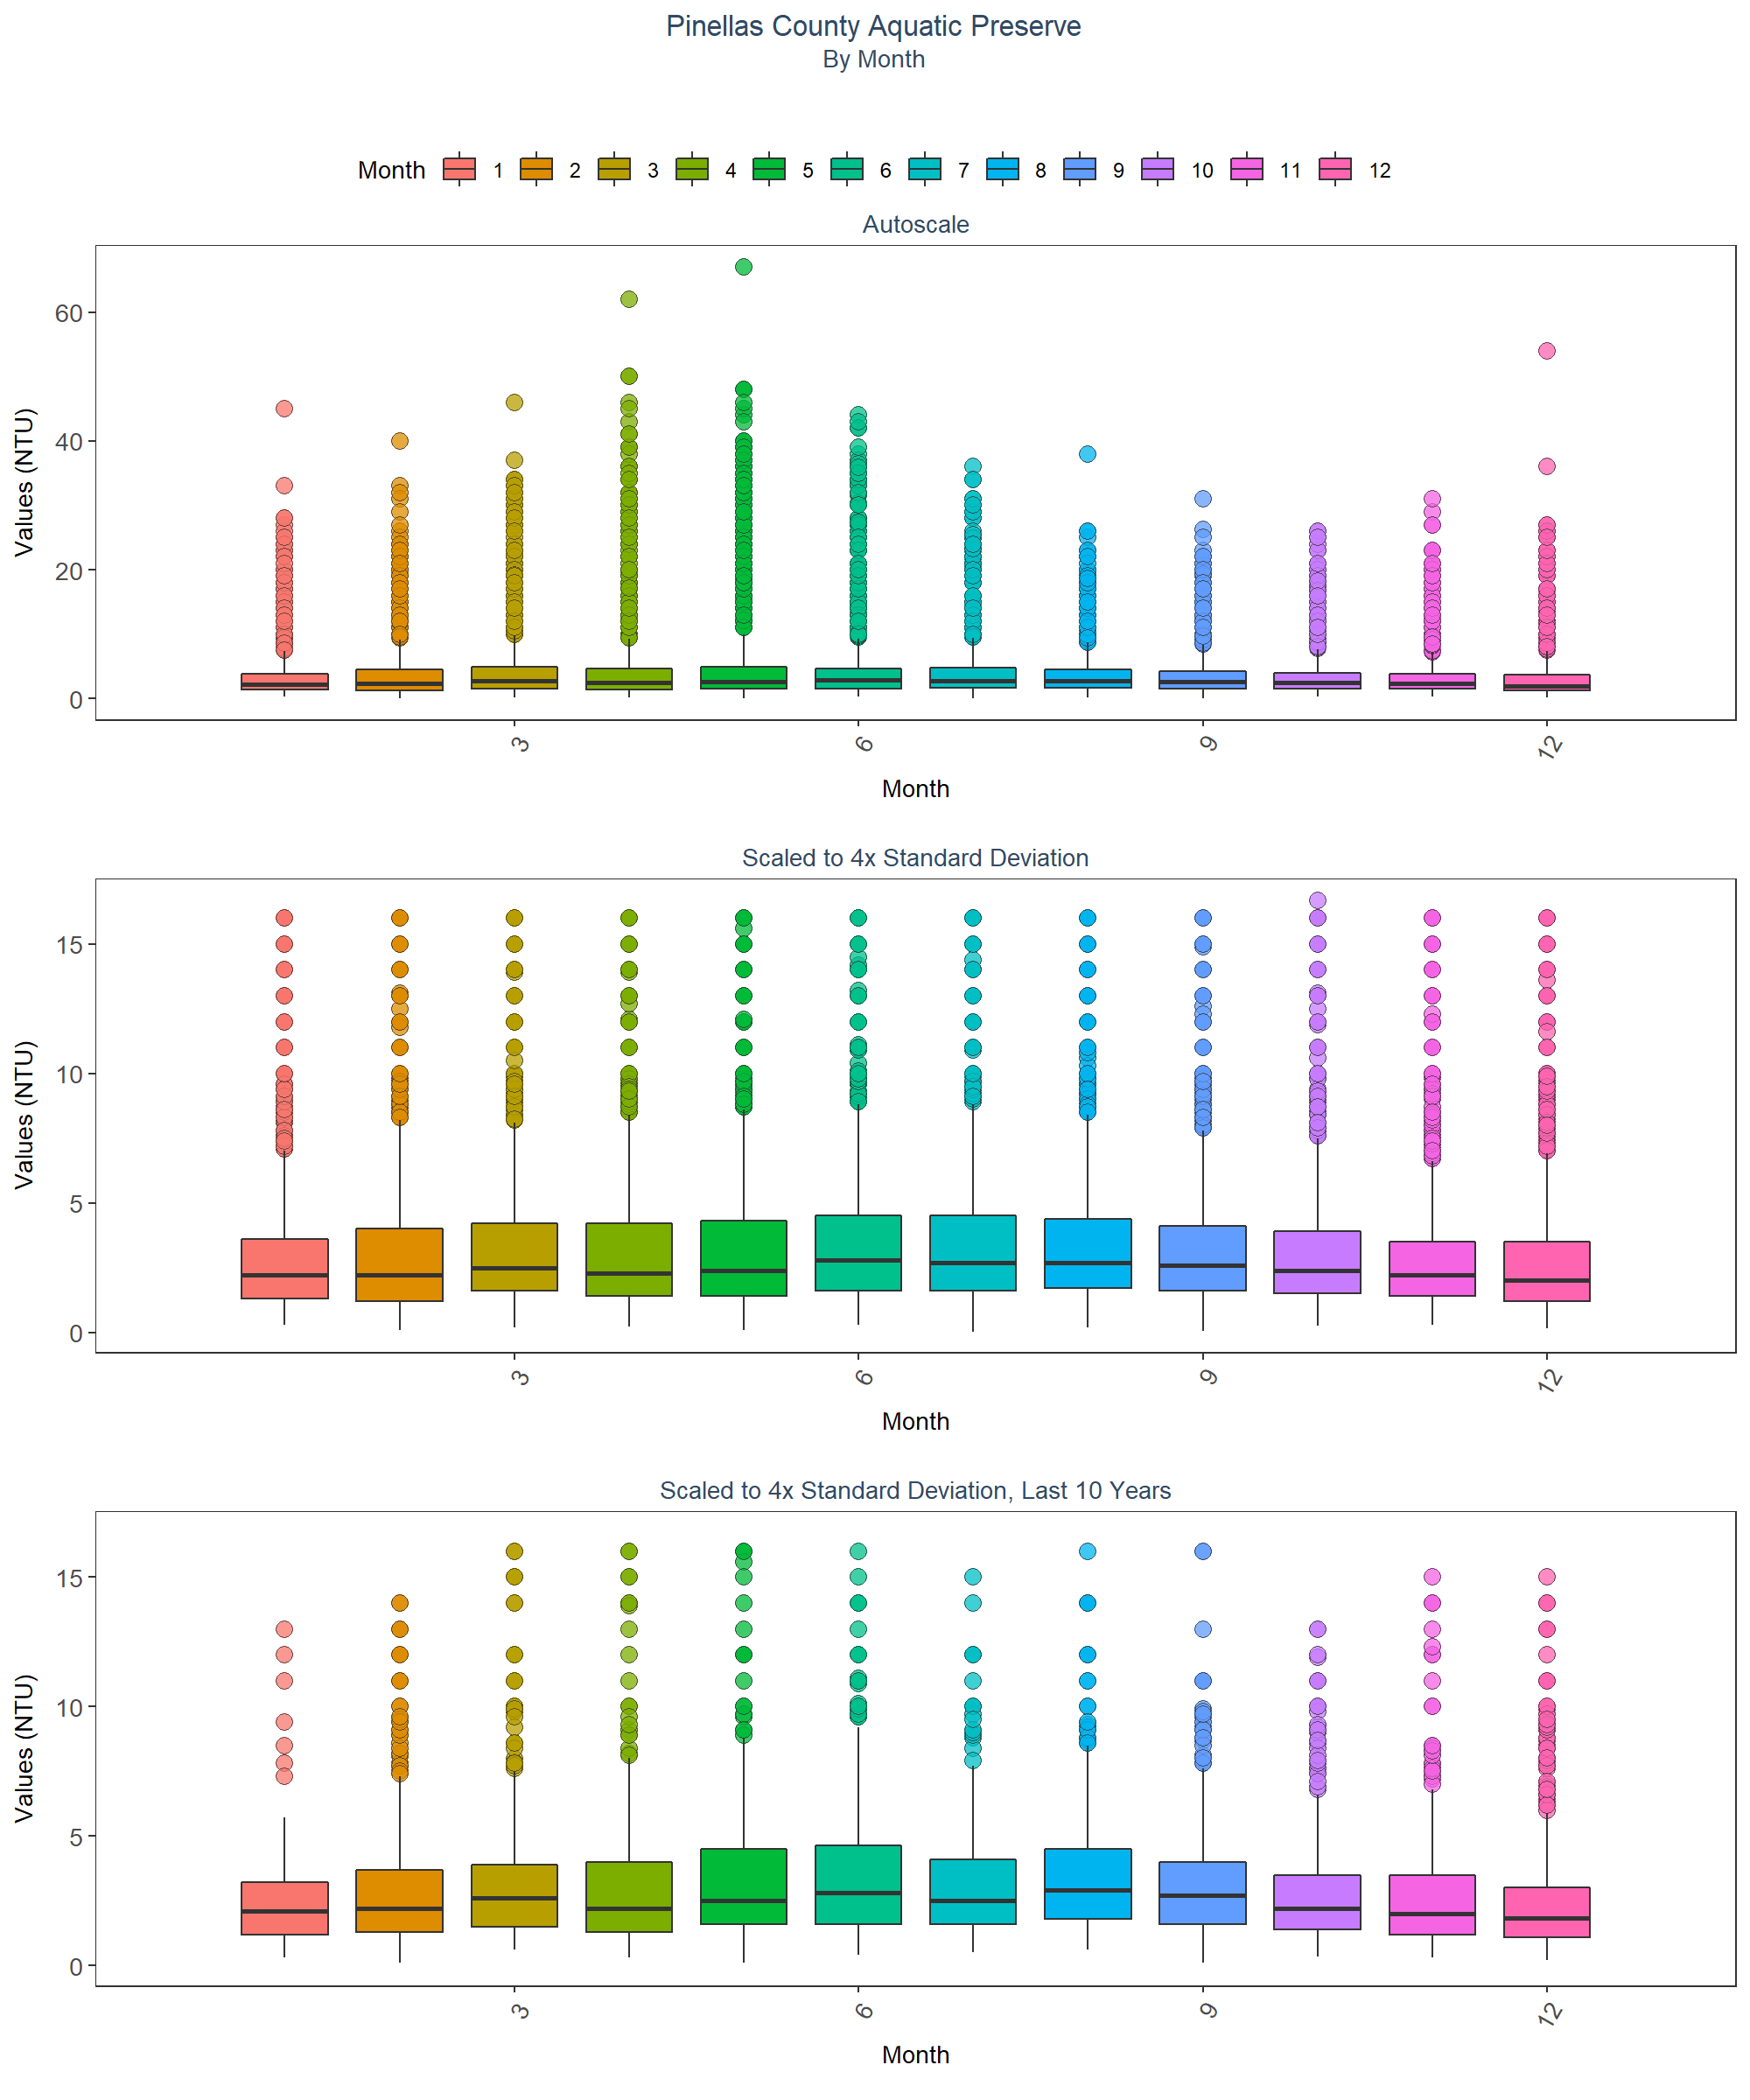 Pinellas County Aquatic Preserve
By Month
Month 1 2 3 4 5 6 7 8 9 10 11 12
Autoscale
Values (NTU)
60
40
20
0
3 6 9 12
Month
Scaled to 4x Standard Deviation
Values (NTU)
15
10
5
0
3 6 9 12
Month
Scaled to 4x Standard Deviation, Last 10 Years
Values (NTU)
15
10
5
0
3 6 9 12
Month